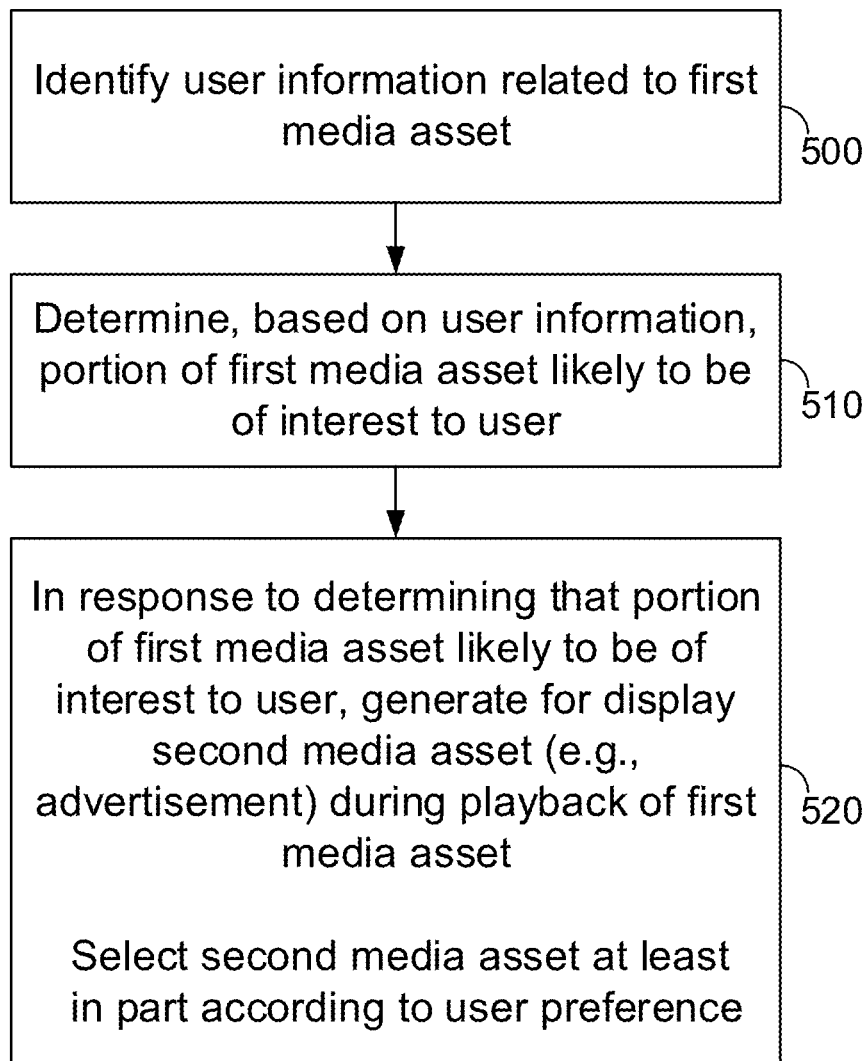 Identify user information related to first
media asset
500
Determine, based on user information,
portion of first media asset likely to be
of interest to user
510
In response to determining that portion
of first media asset likely to be of
interest to user, generate for display
second media asset (e.g.,
advertisement) during playback of first
media asset
520
Select second media asset at least
in part according to user preference